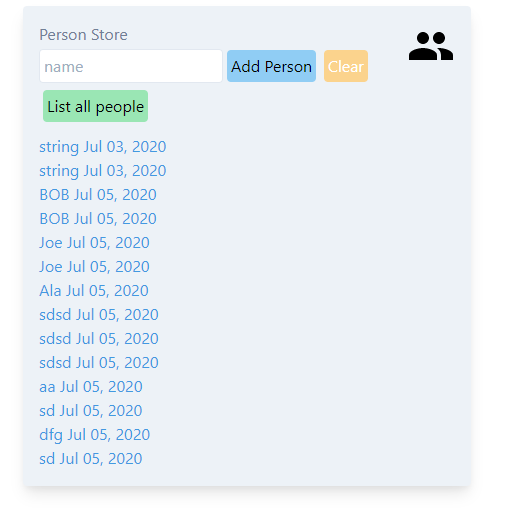 Person Store
name Add Person Clear
List all people
string Jul 03, 2020
string Jul 03, 2020
BOB Jul 05, 2020
BOB Jul 05, 2020
Joe Jul 05, 2020
Joe Jul 05, 2020
Ala Jul 05, 2020
sdsd Jul 05, 2020
sdsd Jul 05, 2020
sdsd Jul 05, 2020
aa Jul 05, 2020
sd Jul 05, 2020
dfg Jul 05, 2020
sd Jul 05, 2020